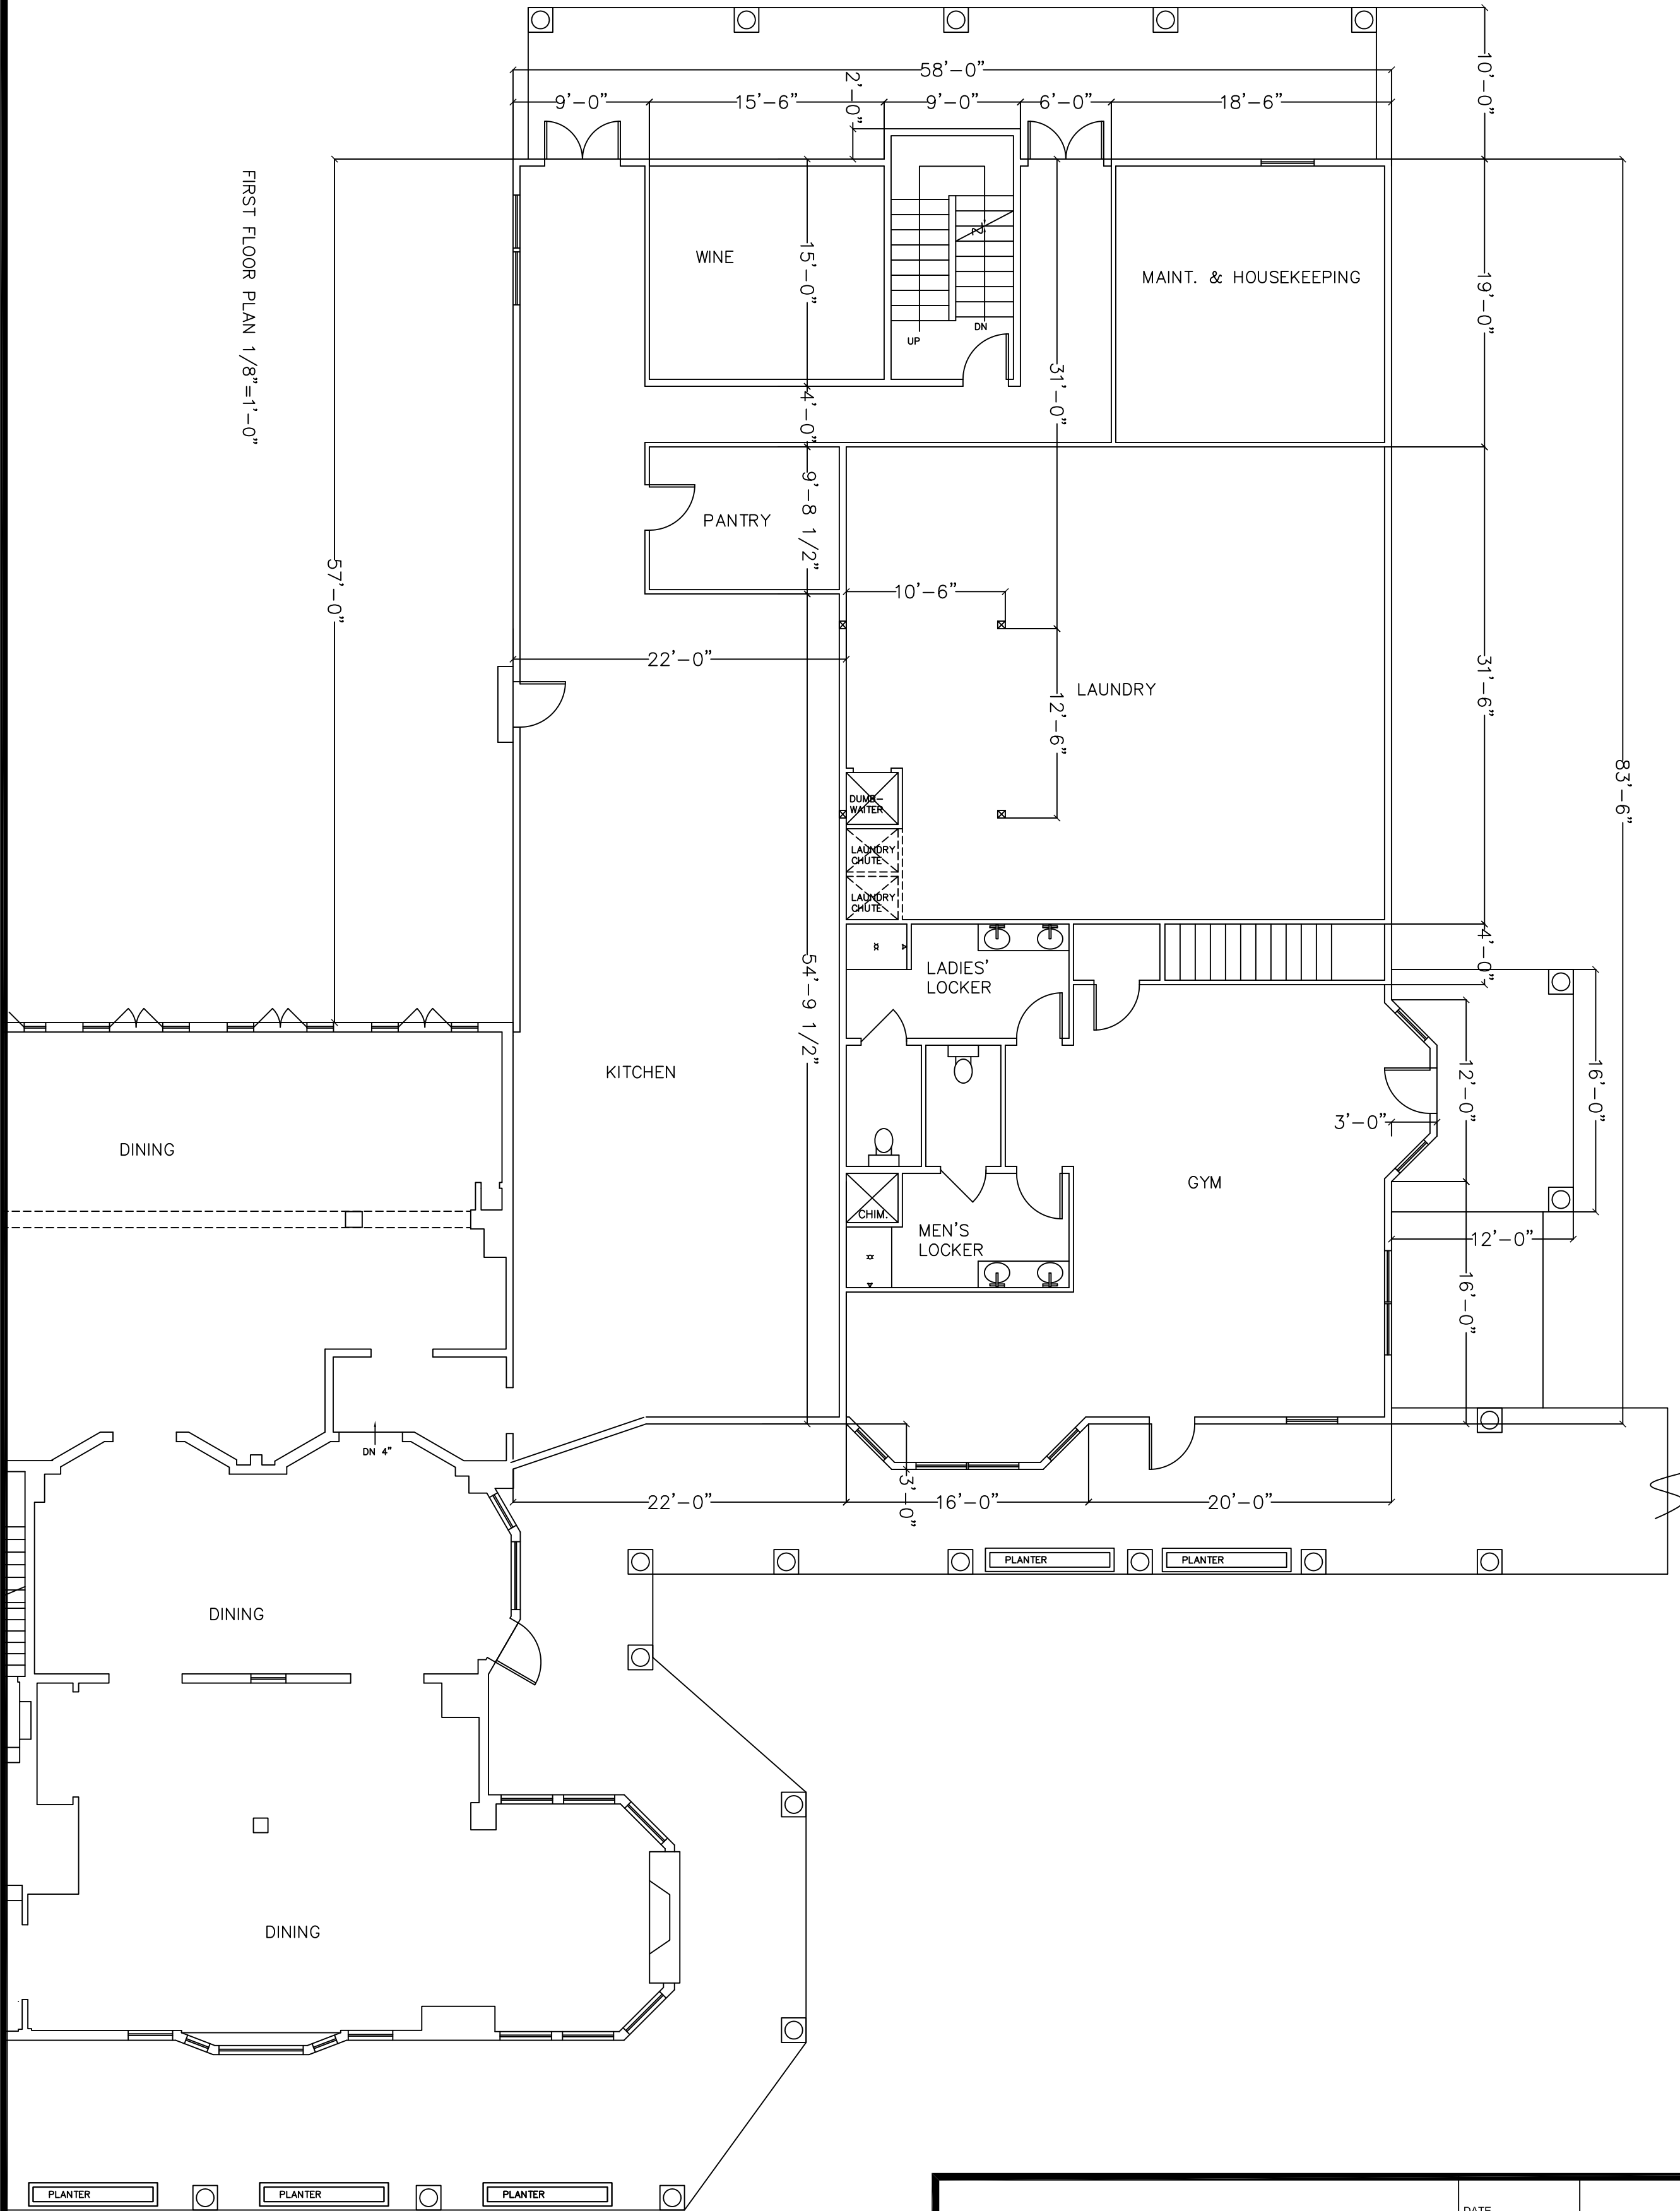 58'-0"
10'-0"
2'-0"
9'-0"
15'-6"
9'-0"
6'-0"
18'-6"
FIRST FLOOR PLAN 1/8"=1'-0"
WINE
15'-0"
MAINT. & HOUSEKEEPING
19'-0"
UP
DN
31'-0"
4'-0"
9'-8 1/2"
PANTRY
57'-0"
10'-6"
22'-0"
LAUNDRY
12'-6"
31'-6"
83'-6"
DUMB-
WAITER
LAUNDRY
CHUTE
LAUNDRY
CHUTE
54'-9 1/2"
LADIES'
LOCKER
4'-0"
KITCHEN
12'-0"
16'-0"
3'-0"
DINING
GYM
CHIM.
MEN'S
LOCKER
12'-0"
16'-0"
DN 4"
22'-0"
3'-0"
16'-0"
20'-0"
PLANTER
PLANTER
DINING
DINING
PLANTER
PLANTER
PLANTER
DATE